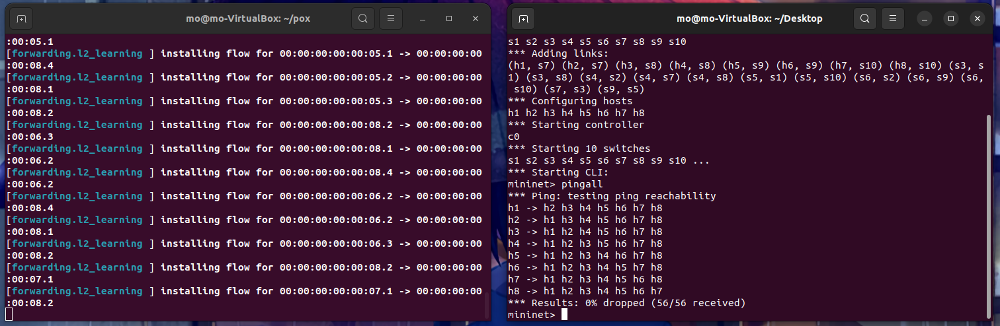 mo@mo-VirtualBox: ~/pox
:00:05.1
[forwarding.l2_learning ] installing flow for 00:00:00:00:00:05.1 -> 00:00:00:00
:00:08.4
[forwarding.l2_learning ] installing flow for 00:00:00:00:00:05.2 -> 00:00:00:00
:00:08.1
[forwarding.l2_learning ] installing flow for 00:00:00:00:00:05.3 -> 00:00:00:00
:00:08.2
[forwarding.l2_learning ] installing flow for 00:00:00:00:00:08.2 -> 00:00:00:00
:00:06.3
[forwarding.l2_learning ] installing flow for 00:00:00:00:00:08.1 -> 00:00:00:00
:00:06.2
[forwarding.l2_learning ] installing flow for 00:00:00:00:00:08.4 -> 00:00:00:00
:00:06.2
[forwarding.l2_learning ] installing flow for 00:00:00:00:00:06.2 -> 00:00:00:00
:00:08.4
[forwarding.l2_learning ] installing flow for 00:00:00:00:00:06.2 -> 00:00:00:00
:00:08.1
[forwarding.l2_learning ] installing flow for 00:00:00:00:00:06.3 -> 00:00:00:00
:00:08.2
[forwarding.l2_learning ] installing flow for 00:00:00:00:00:08.2 -> 00:00:00:00
:00:07.1
[forwarding.l2_learning ] installing flow for 00:00:00:00:00:07.1 -> 00:00:00:00
:00:08.2
mo@mo-VirtualBox: ~/Desktop
s1 s2 s3 s4 s5 s6 s7 s8 s9 s10
*** Adding links:
(h1, s7) (h2, s7) (h3, s8) (h4, s8) (h5, s9) (h6, s9) (h7, s10) (h8, s10) (s3, s
1) (s3, s8) (s4, s2) (s4, s7) (s4, s8) (s5, s1) (s5, s10) (s6, s2) (s6, s9) (s6,
 s10) (s7, s3) (s9, s5)
*** Configuring hosts
h1 h2 h3 h4 h5 h6 h7 h8
*** Starting controller
c0
*** Starting 10 switches
s1 s2 s3 s4 s5 s6 s7 s8 s9 s10 ...
*** Starting CLI:
mininet> pingall
*** Ping: testing ping reachability
h1 -> h2 h3 h4 h5 h6 h7 h8
h2 -> h1 h3 h4 h5 h6 h7 h8
h3 -> h1 h2 h4 h5 h6 h7 h8
h4 -> h1 h2 h3 h5 h6 h7 h8
h5 -> h1 h2 h3 h4 h6 h7 h8
h6 -> h1 h2 h3 h4 h5 h7 h8
h7 -> h1 h2 h3 h4 h5 h6 h8
h8 -> h1 h2 h3 h4 h5 h6 h7
*** Results: 0% dropped (56/56 received)
mininet>